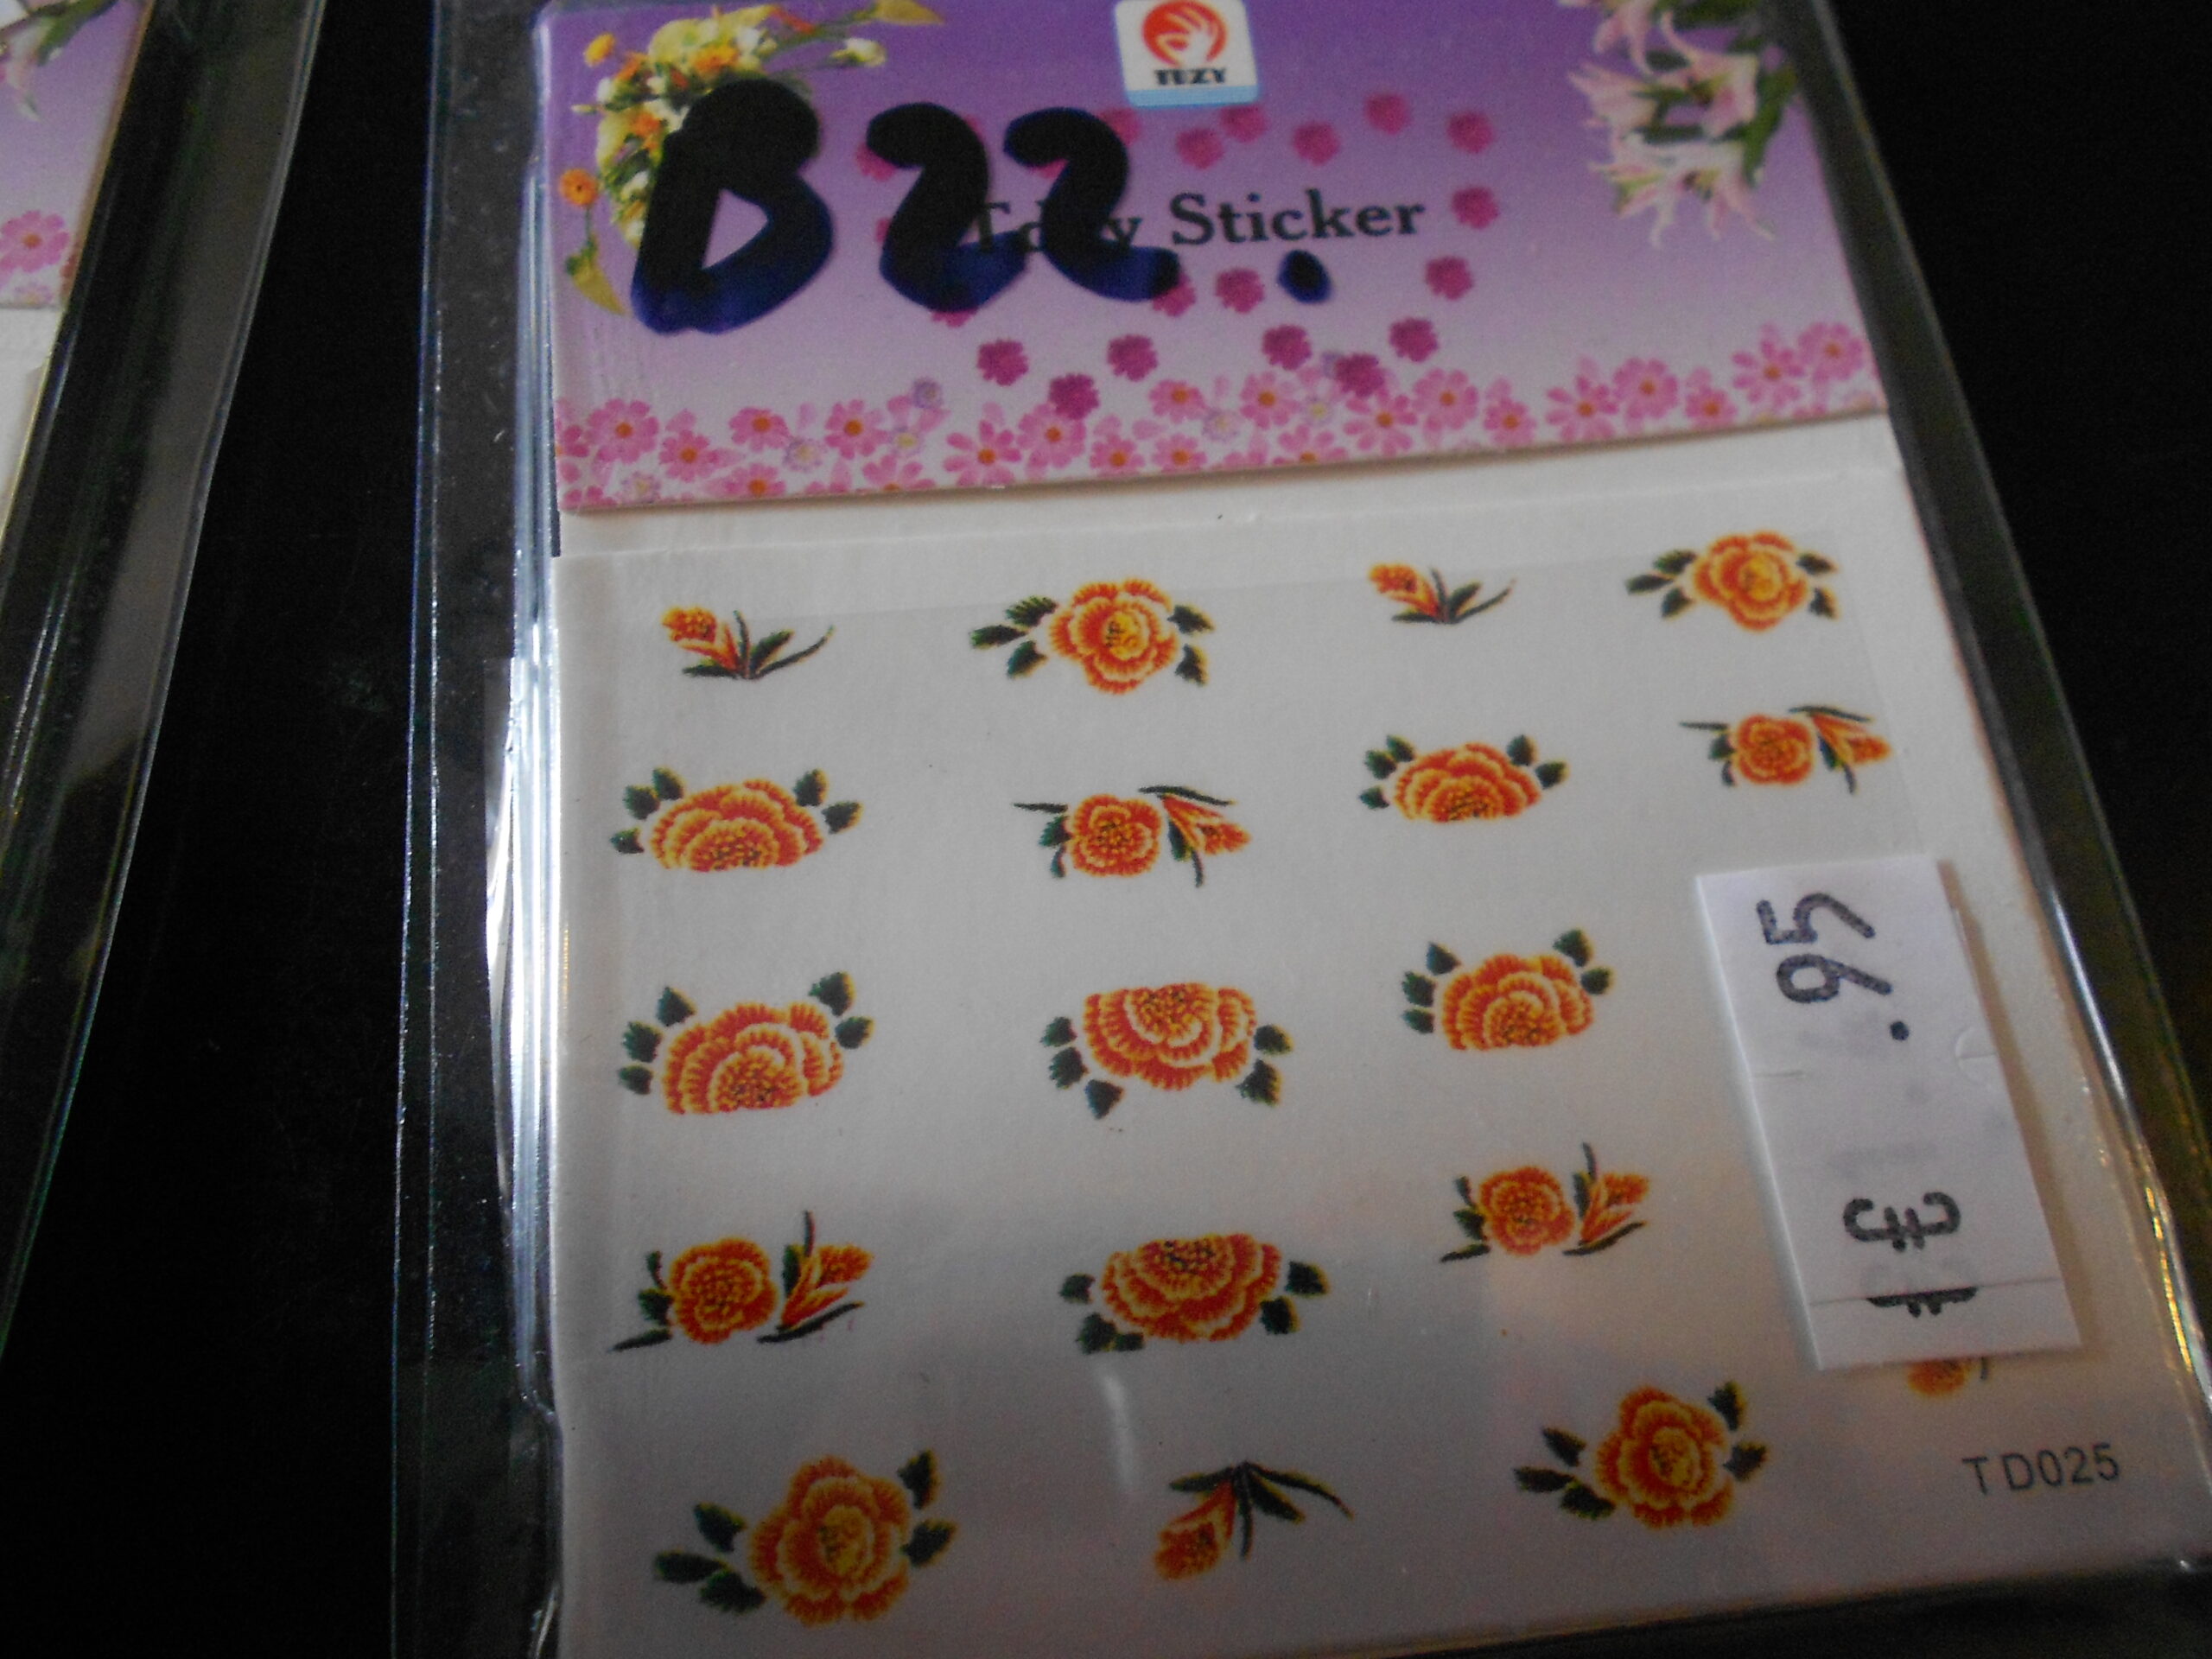 TEZY
B22.
Sticker
€ .95
TD025